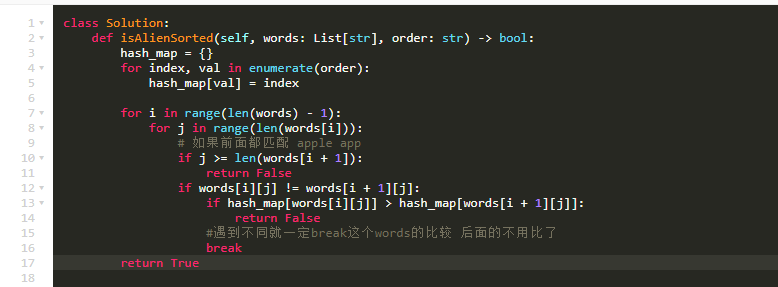 1 class Solution:
2     def isAlienSorted(self, words: List[str], order: str) -> bool:
3         hash_map = {}
4         for index, val in enumerate(order):
5             hash_map[val] = index
6
7         for i in range(len(words) - 1):
8             for j in range(len(words[i])):
9                 # 如果前面都匹配 apple app
10                 if j >= len(words[i + 1]):
11                     return False
12                 if words[i][j] != words[i + 1][j]:
13                     if hash_map[words[i][j]] > hash_map[words[i + 1][j]]:
14                         return False
15                     #遇到不同就一定break这个words的比较 后面的不用比了
16                     break
17         return True
18